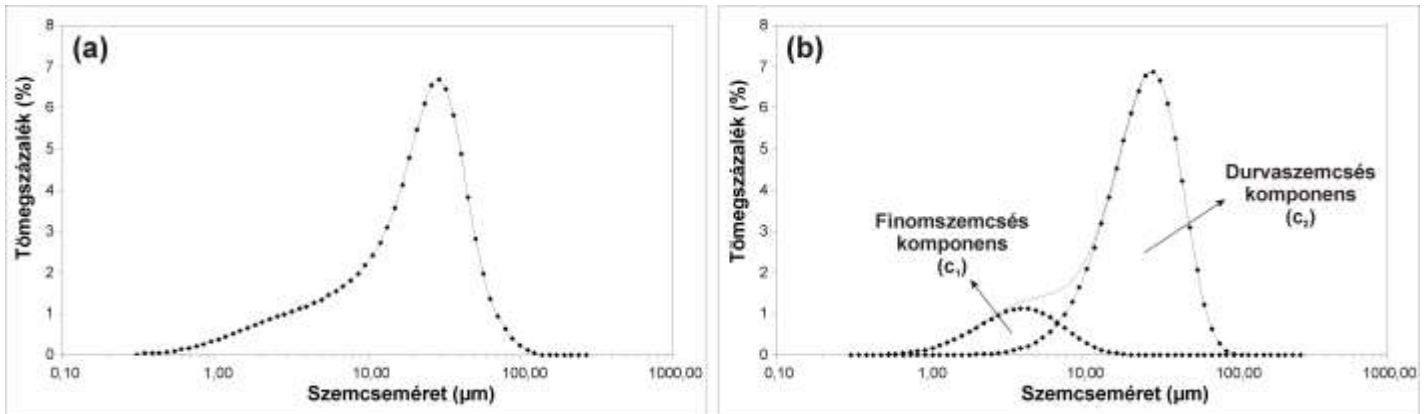 (a)
Tömegszázalék (%)
8
7
6
5
4
3
2
1
0
0,10
1,00
10,00
100,00
1000,00
Szemcseméret (µm)
(b)
Tömegszázalék (%)
8
7
6
5
4
3
2
1
0
Finomszemcsés
komponens
(c₁)
Durvaszemcsés
komponens
(c₂)
0,10
1,00
10,00
100,00
1000,00
Szemcseméret (µm)